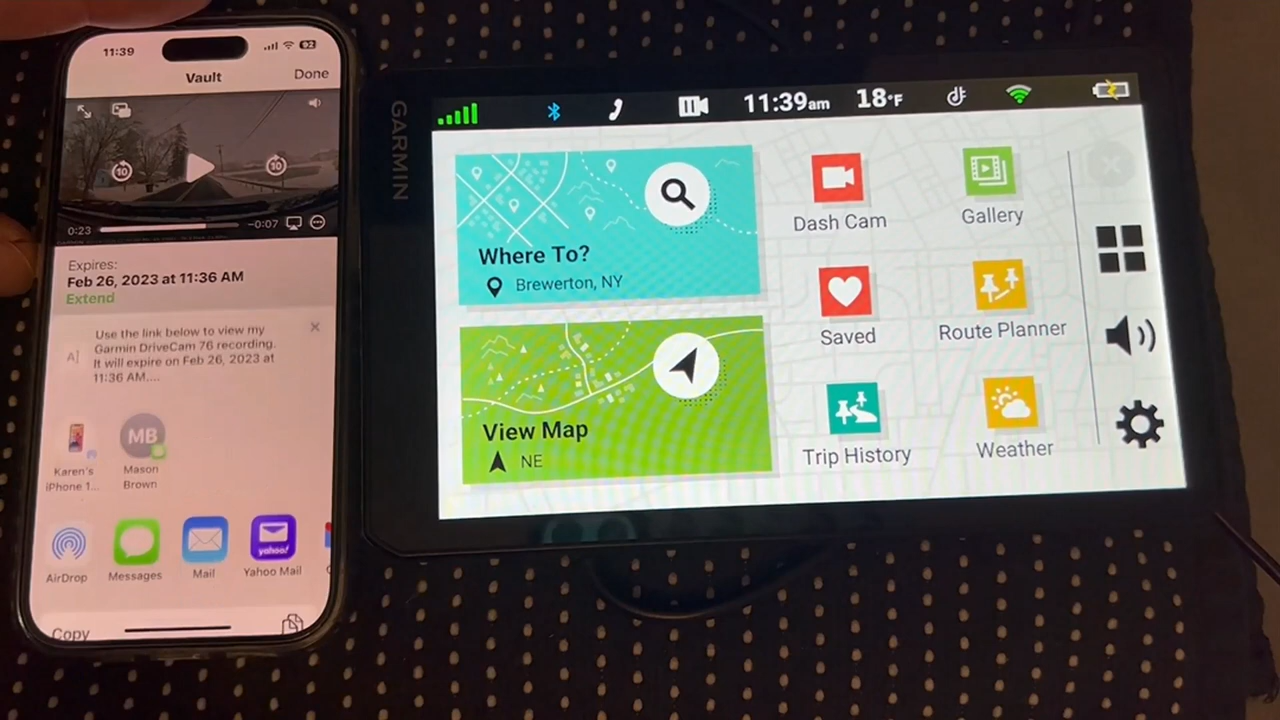 11:39
92
Vault
Done
10
10
0:23
-0:07
Expires:
Feb 26, 2023 at 11:36 AM
Extend
Use the link below to view my
Garmin DriveCam 76 recording.
It will expire on Feb 26, 2023 at
11:36 AM....
A
MB
Karen's
iPhone 1...
Mason
Brown
yahoo!
AirDrop
Messages
Mail
Yahoo Mail
Copy
GARMIN
11:39am
18°F
Where To?
Brewerton, NY
View Map
NE
Dash Cam
Gallery
Saved
Route Planner
Trip History
Weather